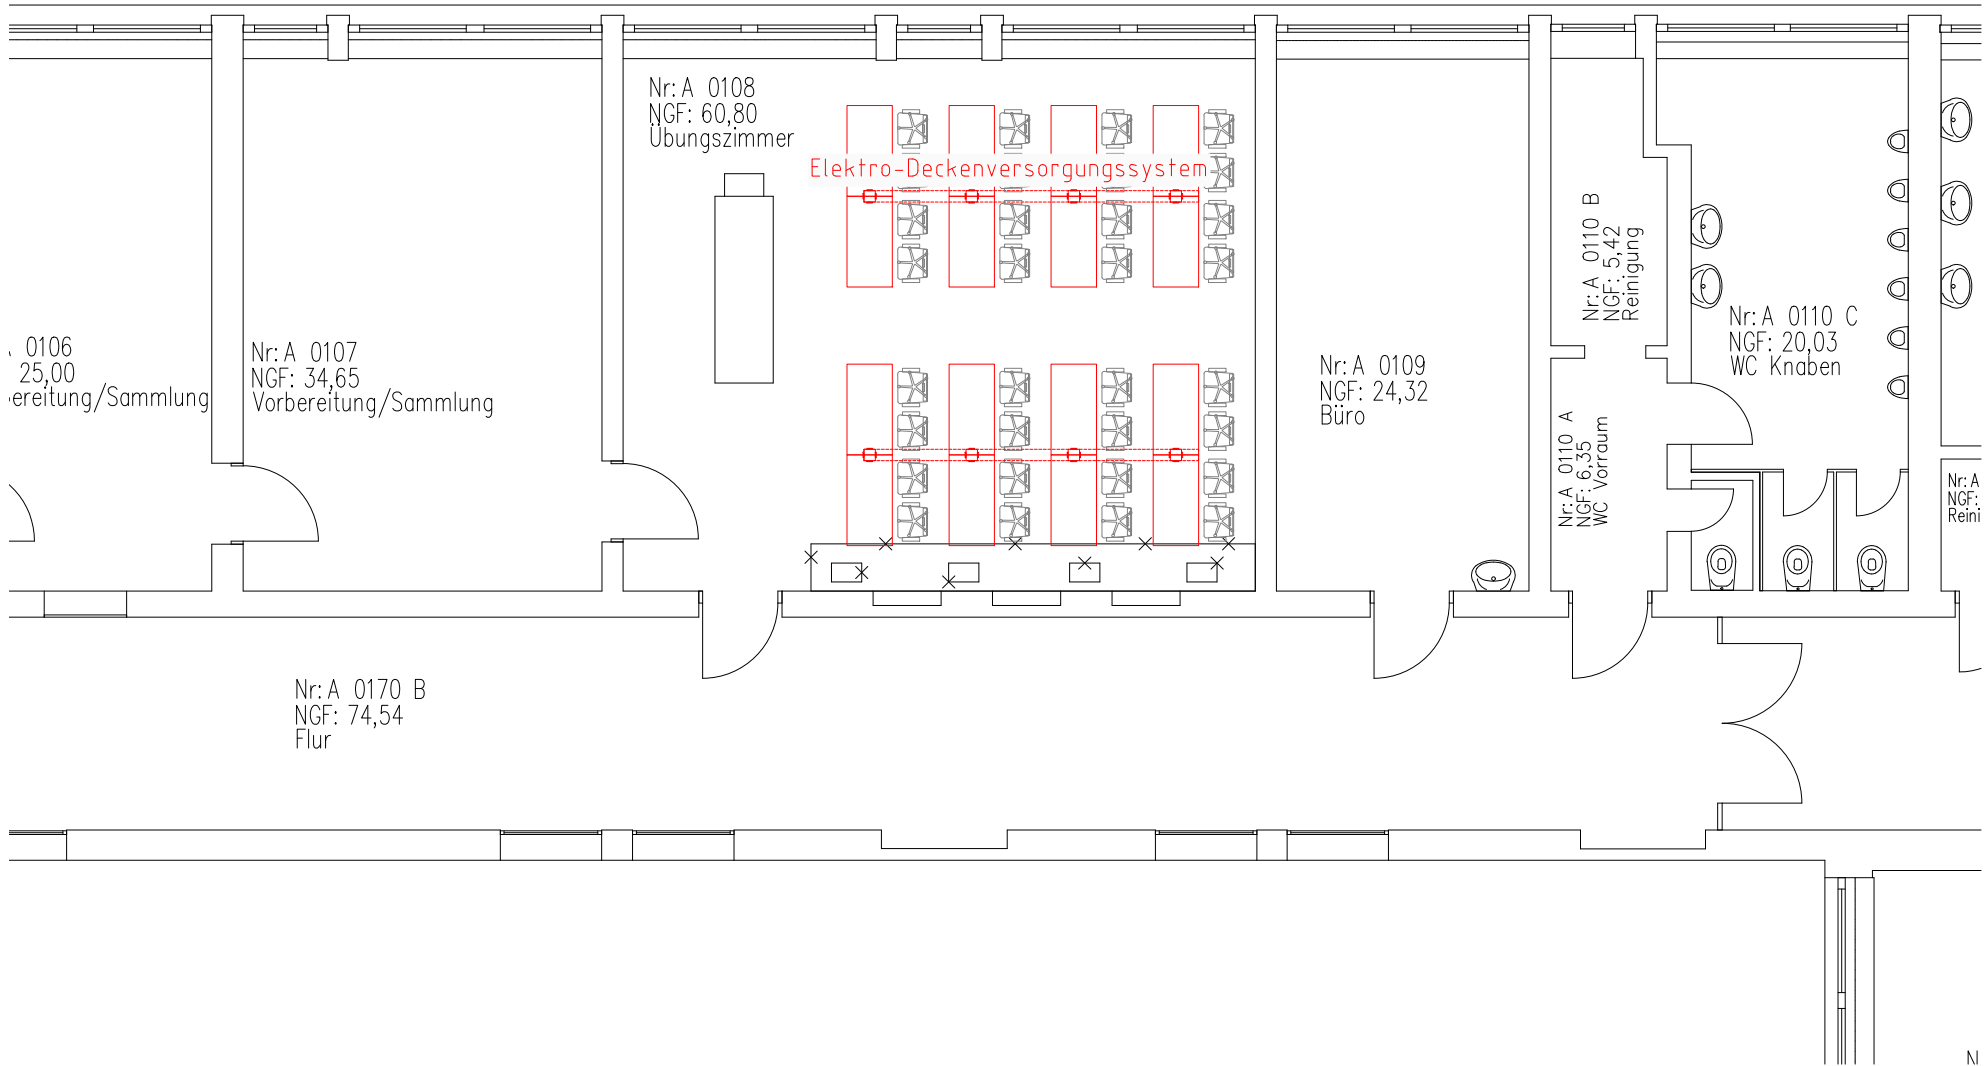 0106
25,00
ereitung/Sammlung
Nr: A 0107
NGF: 34,65
Vorbereitung/Sammlung
Nr: A 0108
NGF: 60,80
Übungszimmer
Elektro-Deckenversorgungssystem
Nr: A 0109
NGF: 24,32
Büro
Nr: A 0110 B
NGF: 5,42
Reinigung
Nr: A 0110 A
NGF: 6,35
WC Vorraum
Nr: A 0110 C
NGF: 20,03
WC Knaben
Nr: A
NGF:
Reini
Nr: A 0170 B
NGF: 74,54
Flur
N